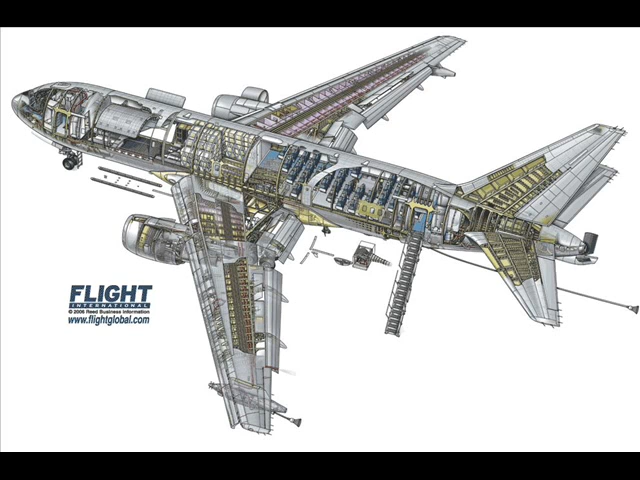 FLIGHT
INTERNATIONAL
© 2006 Reed Business Information
www.flightglobal.com